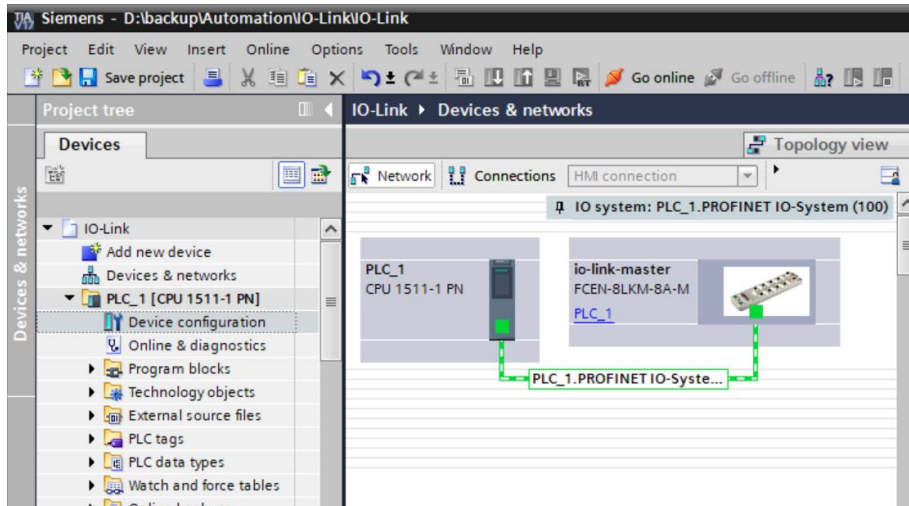 TIA V13 Siemens - D:\backup\Automation\IO-Link\IO-Link
Project Edit View Insert Online Options Tools Window Help
Save project Go online Go offline
Project tree
IO-Link Devices & networks
Devices
Topology view
Network Connections HMI connection
Devices & networks
IO system: PLC_1.PROFINET IO-System (100)
IO-Link
Add new device
Devices & networks
PLC_1 [CPU 1511-1 PN]
Device configuration
Online & diagnostics
Program blocks
Technology objects
External source files
PLC tags
PLC data types
Watch and force tables
PLC_1
CPU 1511-1 PN
io-link-master
FCEN-8LKM-8A-M
PLC_1
PLC_1.PROFINET IO-Syste...